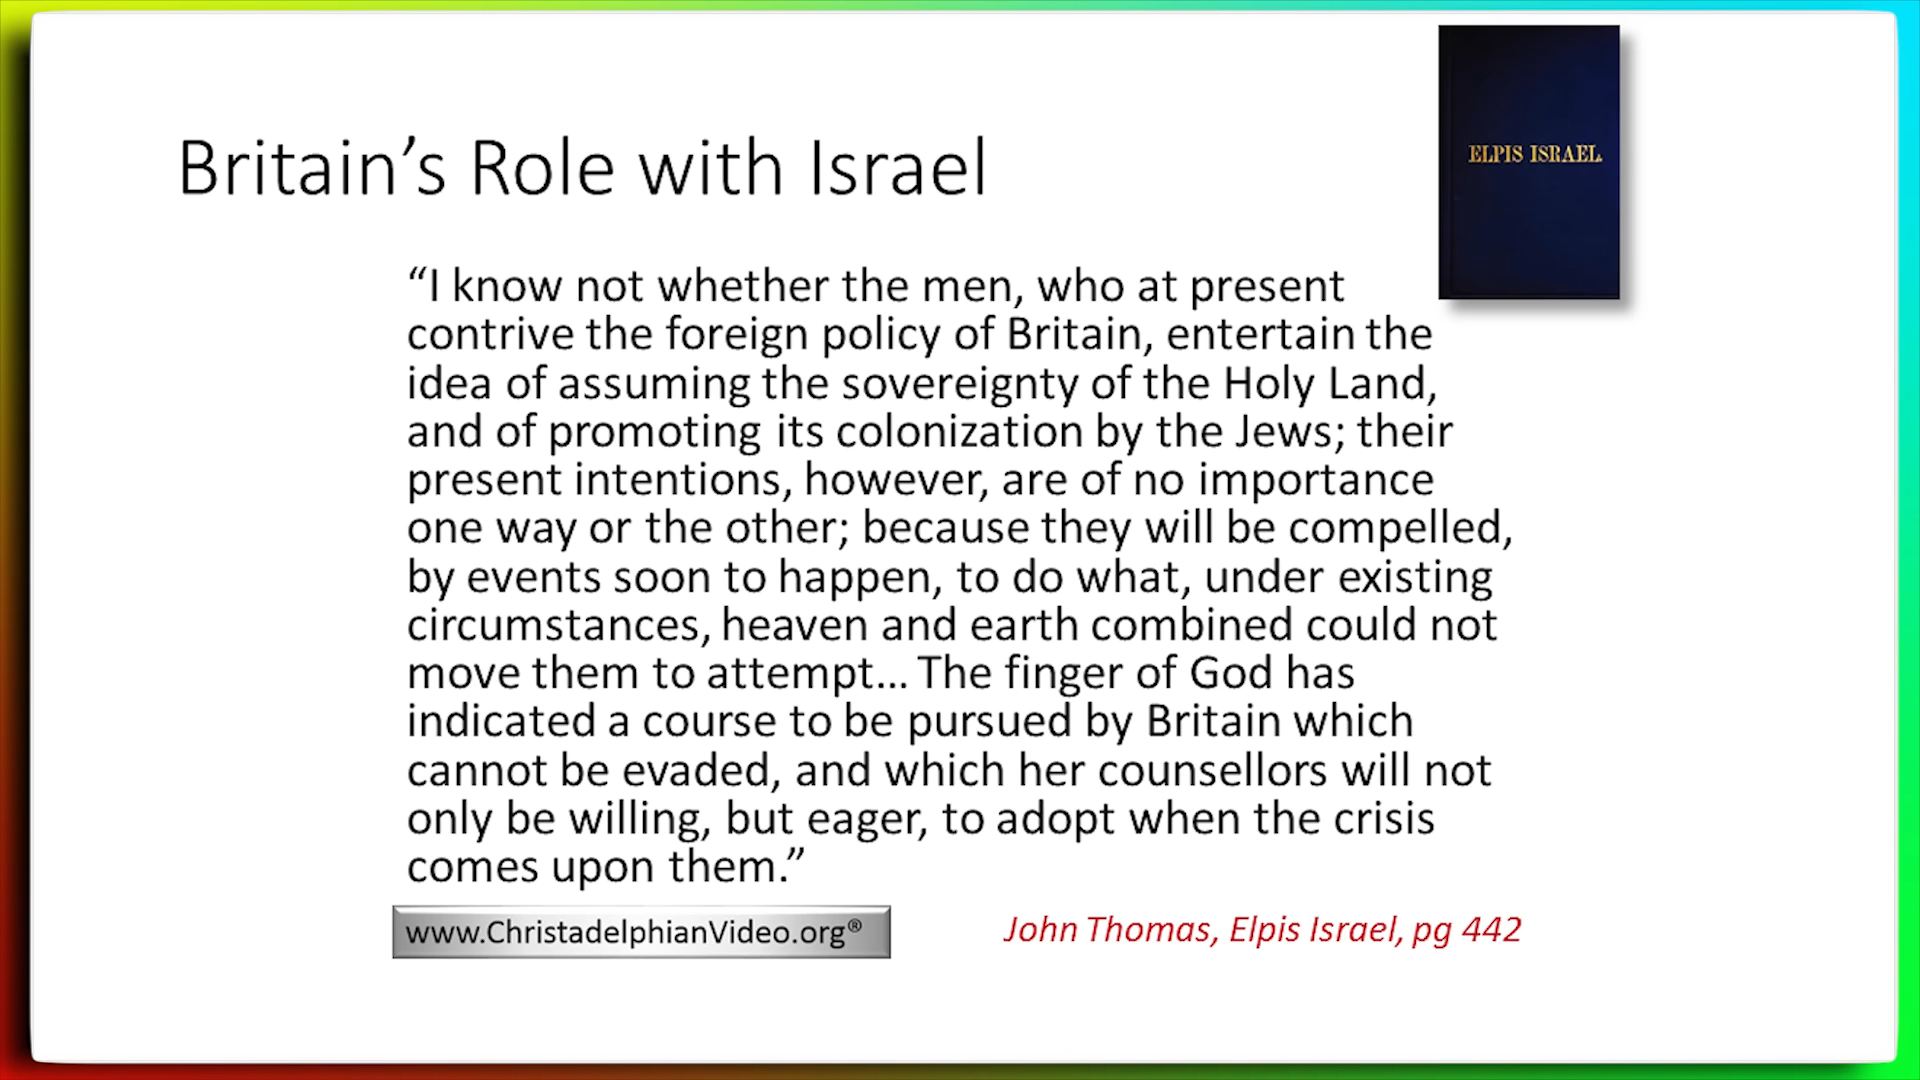 ELPIS ISRAEL.
Britain’s Role with Israel
“I know not whether the men, who at present
contrive the foreign policy of Britain, entertain the
idea of assuming the sovereignty of the Holy Land,
and of promoting its colonization by the Jews; their
present intentions, however, are of no importance
one way or the other; because they will be compelled,
by events soon to happen, to do what, under existing
circumstances, heaven and earth combined could not
move them to attempt... The finger of God has
indicated a course to be pursued by Britain which
cannot be evaded, and which her counsellors will not
only be willing, but eager, to adopt when the crisis
comes upon them.”
www.ChristadelphianVideo.org®
John Thomas, Elpis Israel, pg 442